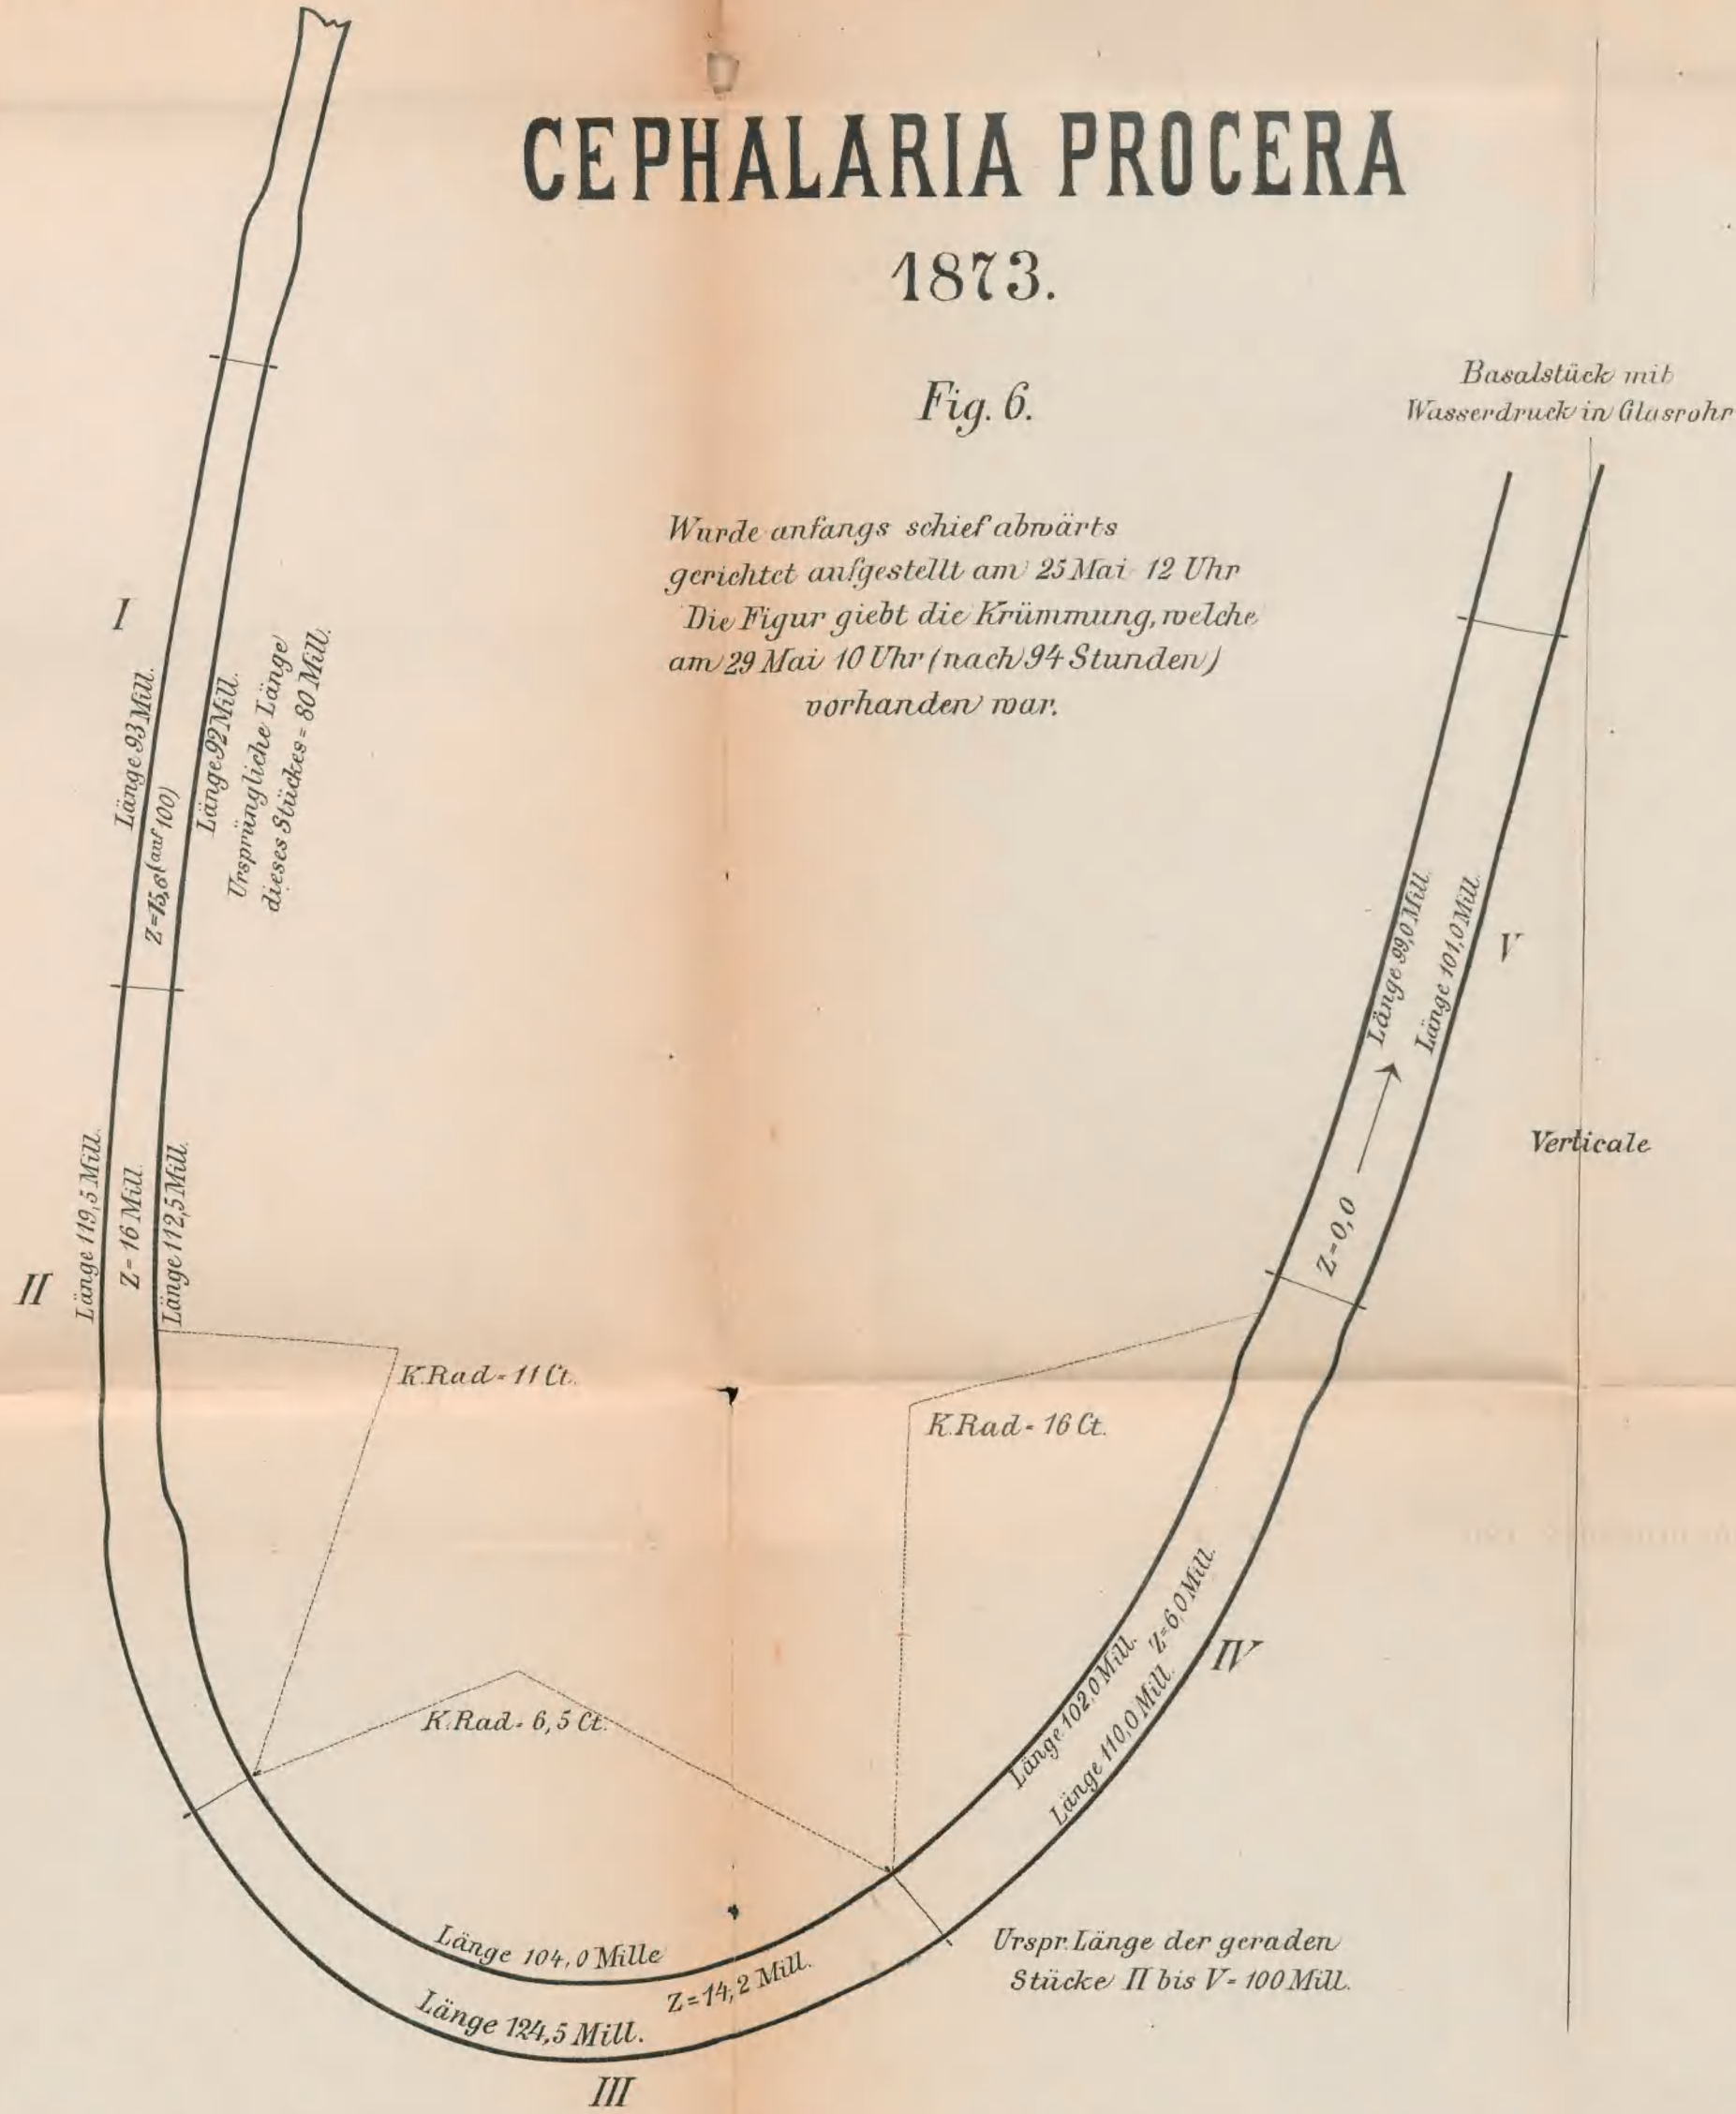 CEPHALARIA PROCERA
1873.
Fig. 6.
Basalstück mit
Wasserdruck in Glasrohr
Wurde anfangs schief abwärts
gerichtet aufgestellt am 25 Mai 12 Uhr
Die Figur giebt die Krümmung, welche
am 29 Mai 10 Uhr (nach 94 Stunden)
vorhanden war.
I
Länge 93 Mill.
Z=15,6 (auf 100)
Länge 92 Mill.
Ursprüngliche Länge
dieses Stückes = 80 Mill.
II
Länge 119,5 Mill.
Z= 16 Mill.
Länge 112,5 Mill.
K.Rad = 11 Ct.
K.Rad = 6,5 Ct.
K.Rad = 16 Ct.
Länge 104,0 Mille
Z=14,2 Mill.
Länge 124,5 Mill.
III
Länge 102,0 Mill.
Z=6,0 Mill.
Länge 110,0 Mill.
IV
Z=0,0
Länge 99,0 Mill.
Länge 101,0 Mill.
V
Verticale
Urspr. Länge der geraden
Stücke II bis V = 100 Mill.